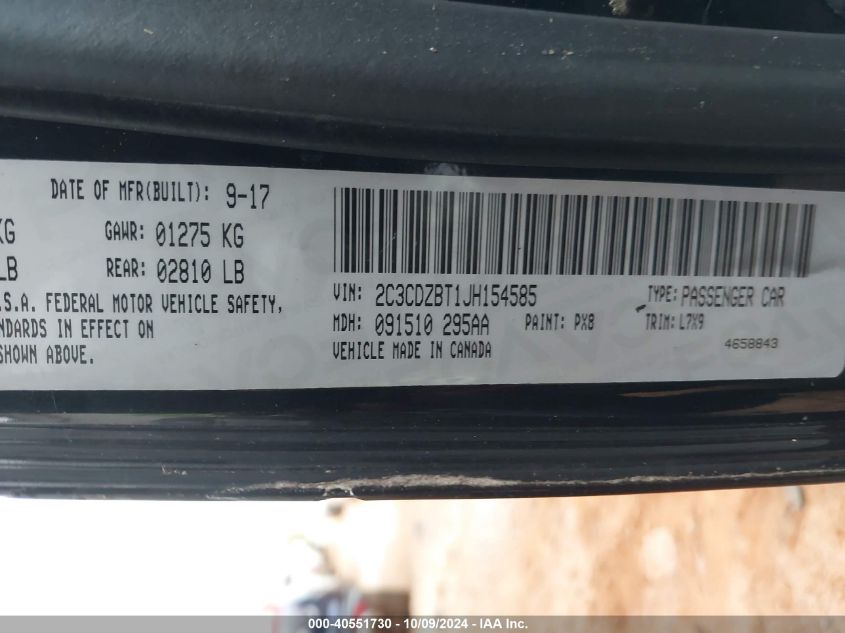 DATE OF MFR(BUILT): 9-17
KG GAWR: 01275 KG
LB REAR: 02810 LB
.S.A. FEDERAL MOTOR VEHICLE SAFETY,
NDARDS IN EFFECT ON
SHOWN ABOVE.
VIN: 2C3CDZBT1JH154585 TYPE: PASSENGER CAR
MDH: 091510 295AA PAINT: PX8 TRIM: L7X9
VEHICLE MADE IN CANADA 4658843
000-40551730 - 10/09/2024 - IAA Inc.